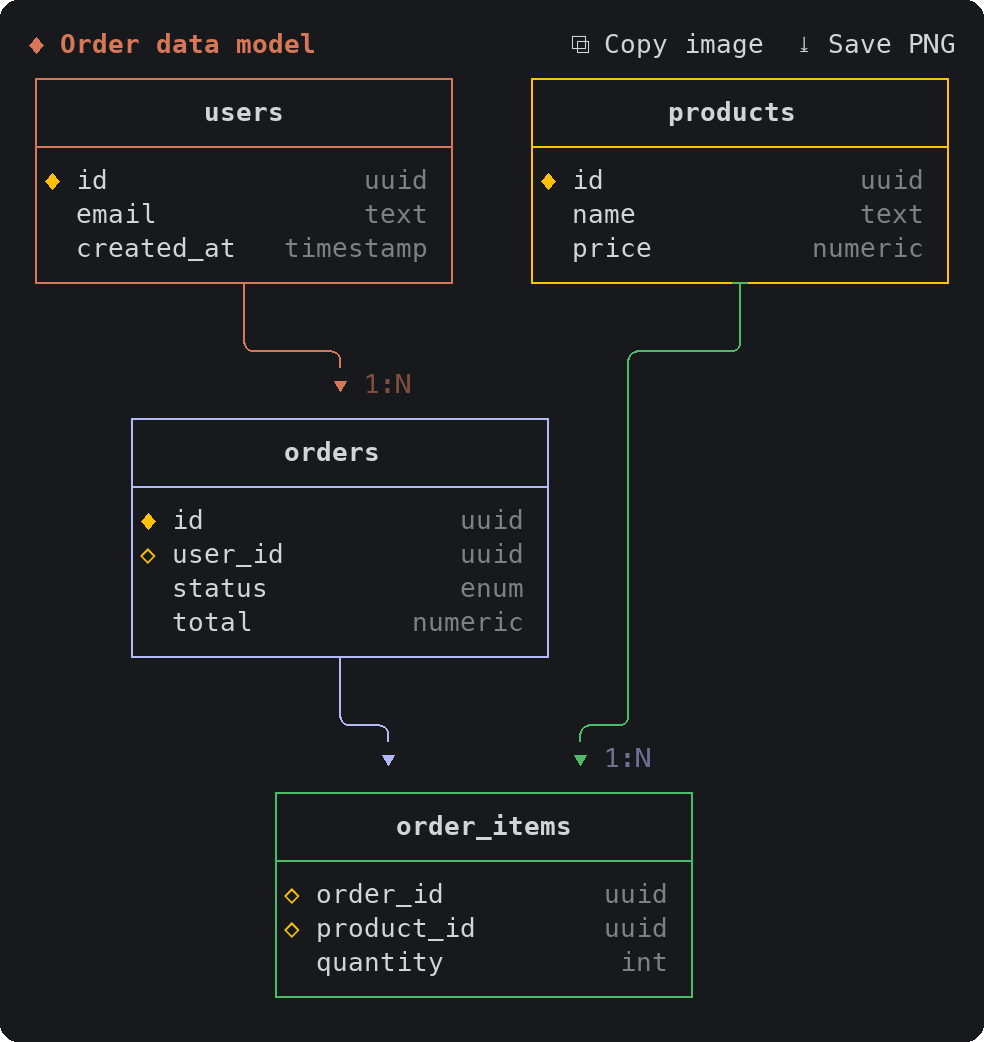 Order data model
Copy image
Save PNG
users
id uuid
email text
created_at timestamp
products
id uuid
name text
price numeric
1:N
orders
id uuid
user_id uuid
status enum
total numeric
1:N
order_items
order_id uuid
product_id uuid
quantity int